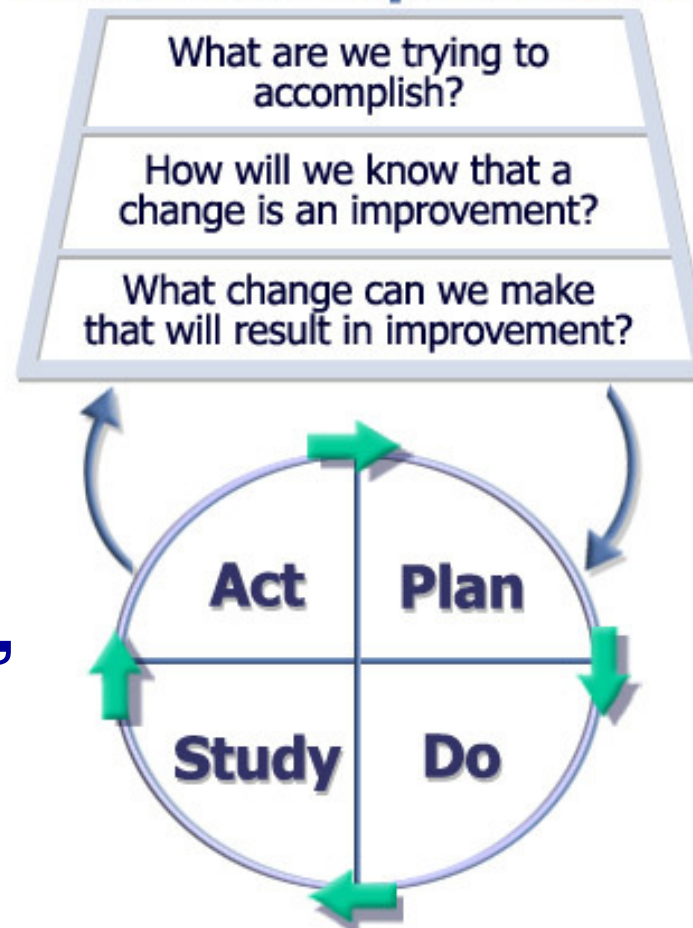 What are we trying to
accomplish?
How will we know that a
change is an improvement?
What change can we make
that will result in improvement?
Act
Plan
Study
Do